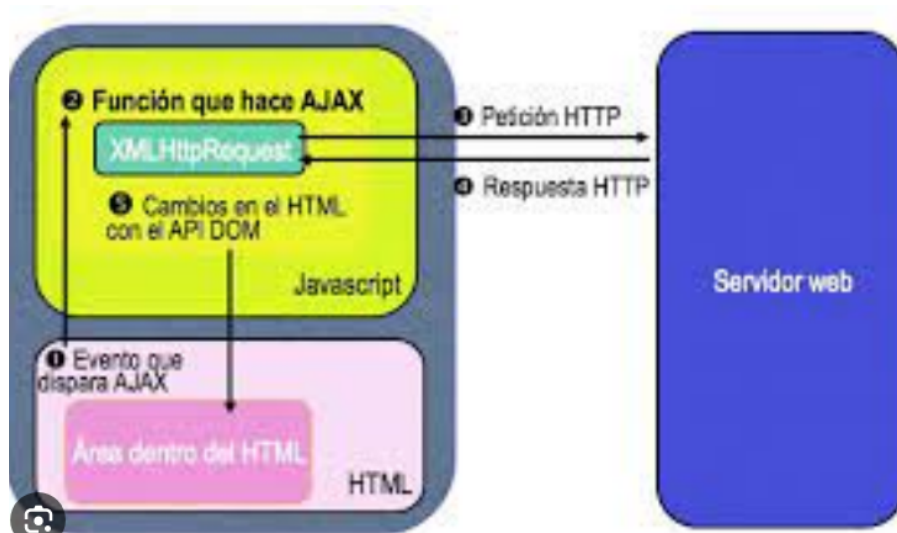 ❷ Función que hace AJAX
XMLHttpRequest
❸ Petición HTTP
❹ Respuesta HTTP
❺ Cambios en el HTML
con el API DOM
Javascript
Servidor web
❶ Evento que
dispara AJAX
Área dentro del HTML
HTML